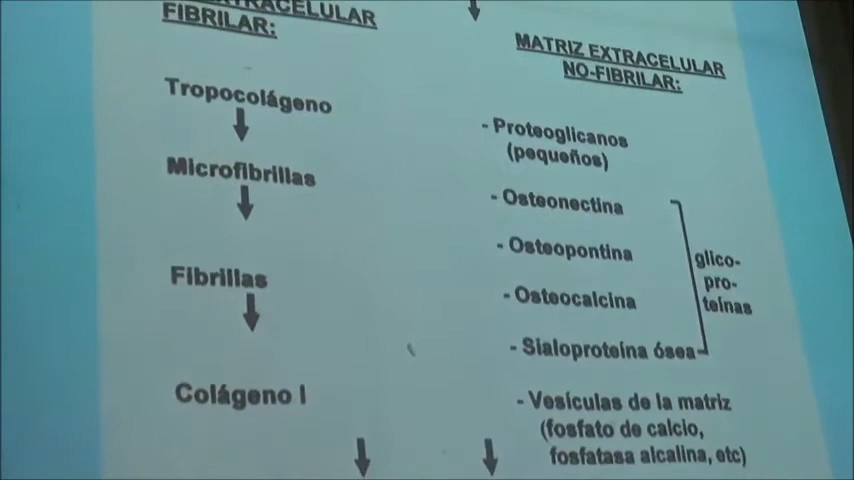 EXTRACELULAR
FIBRILAR:
Tropocolágeno
Microfibrillas
Fibrillas
Colágeno I
MATRIZ EXTRACELULAR
NO-FIBRILAR:
- Proteoglicanos
(pequeños)
- Osteonectina
- Osteopontina
- Osteocalcina
- Sialoproteína ósea
glico-
pro-
teínas
- Vesículas de la matriz
(fosfato de calcio,
fosfatasa alcalina, etc)